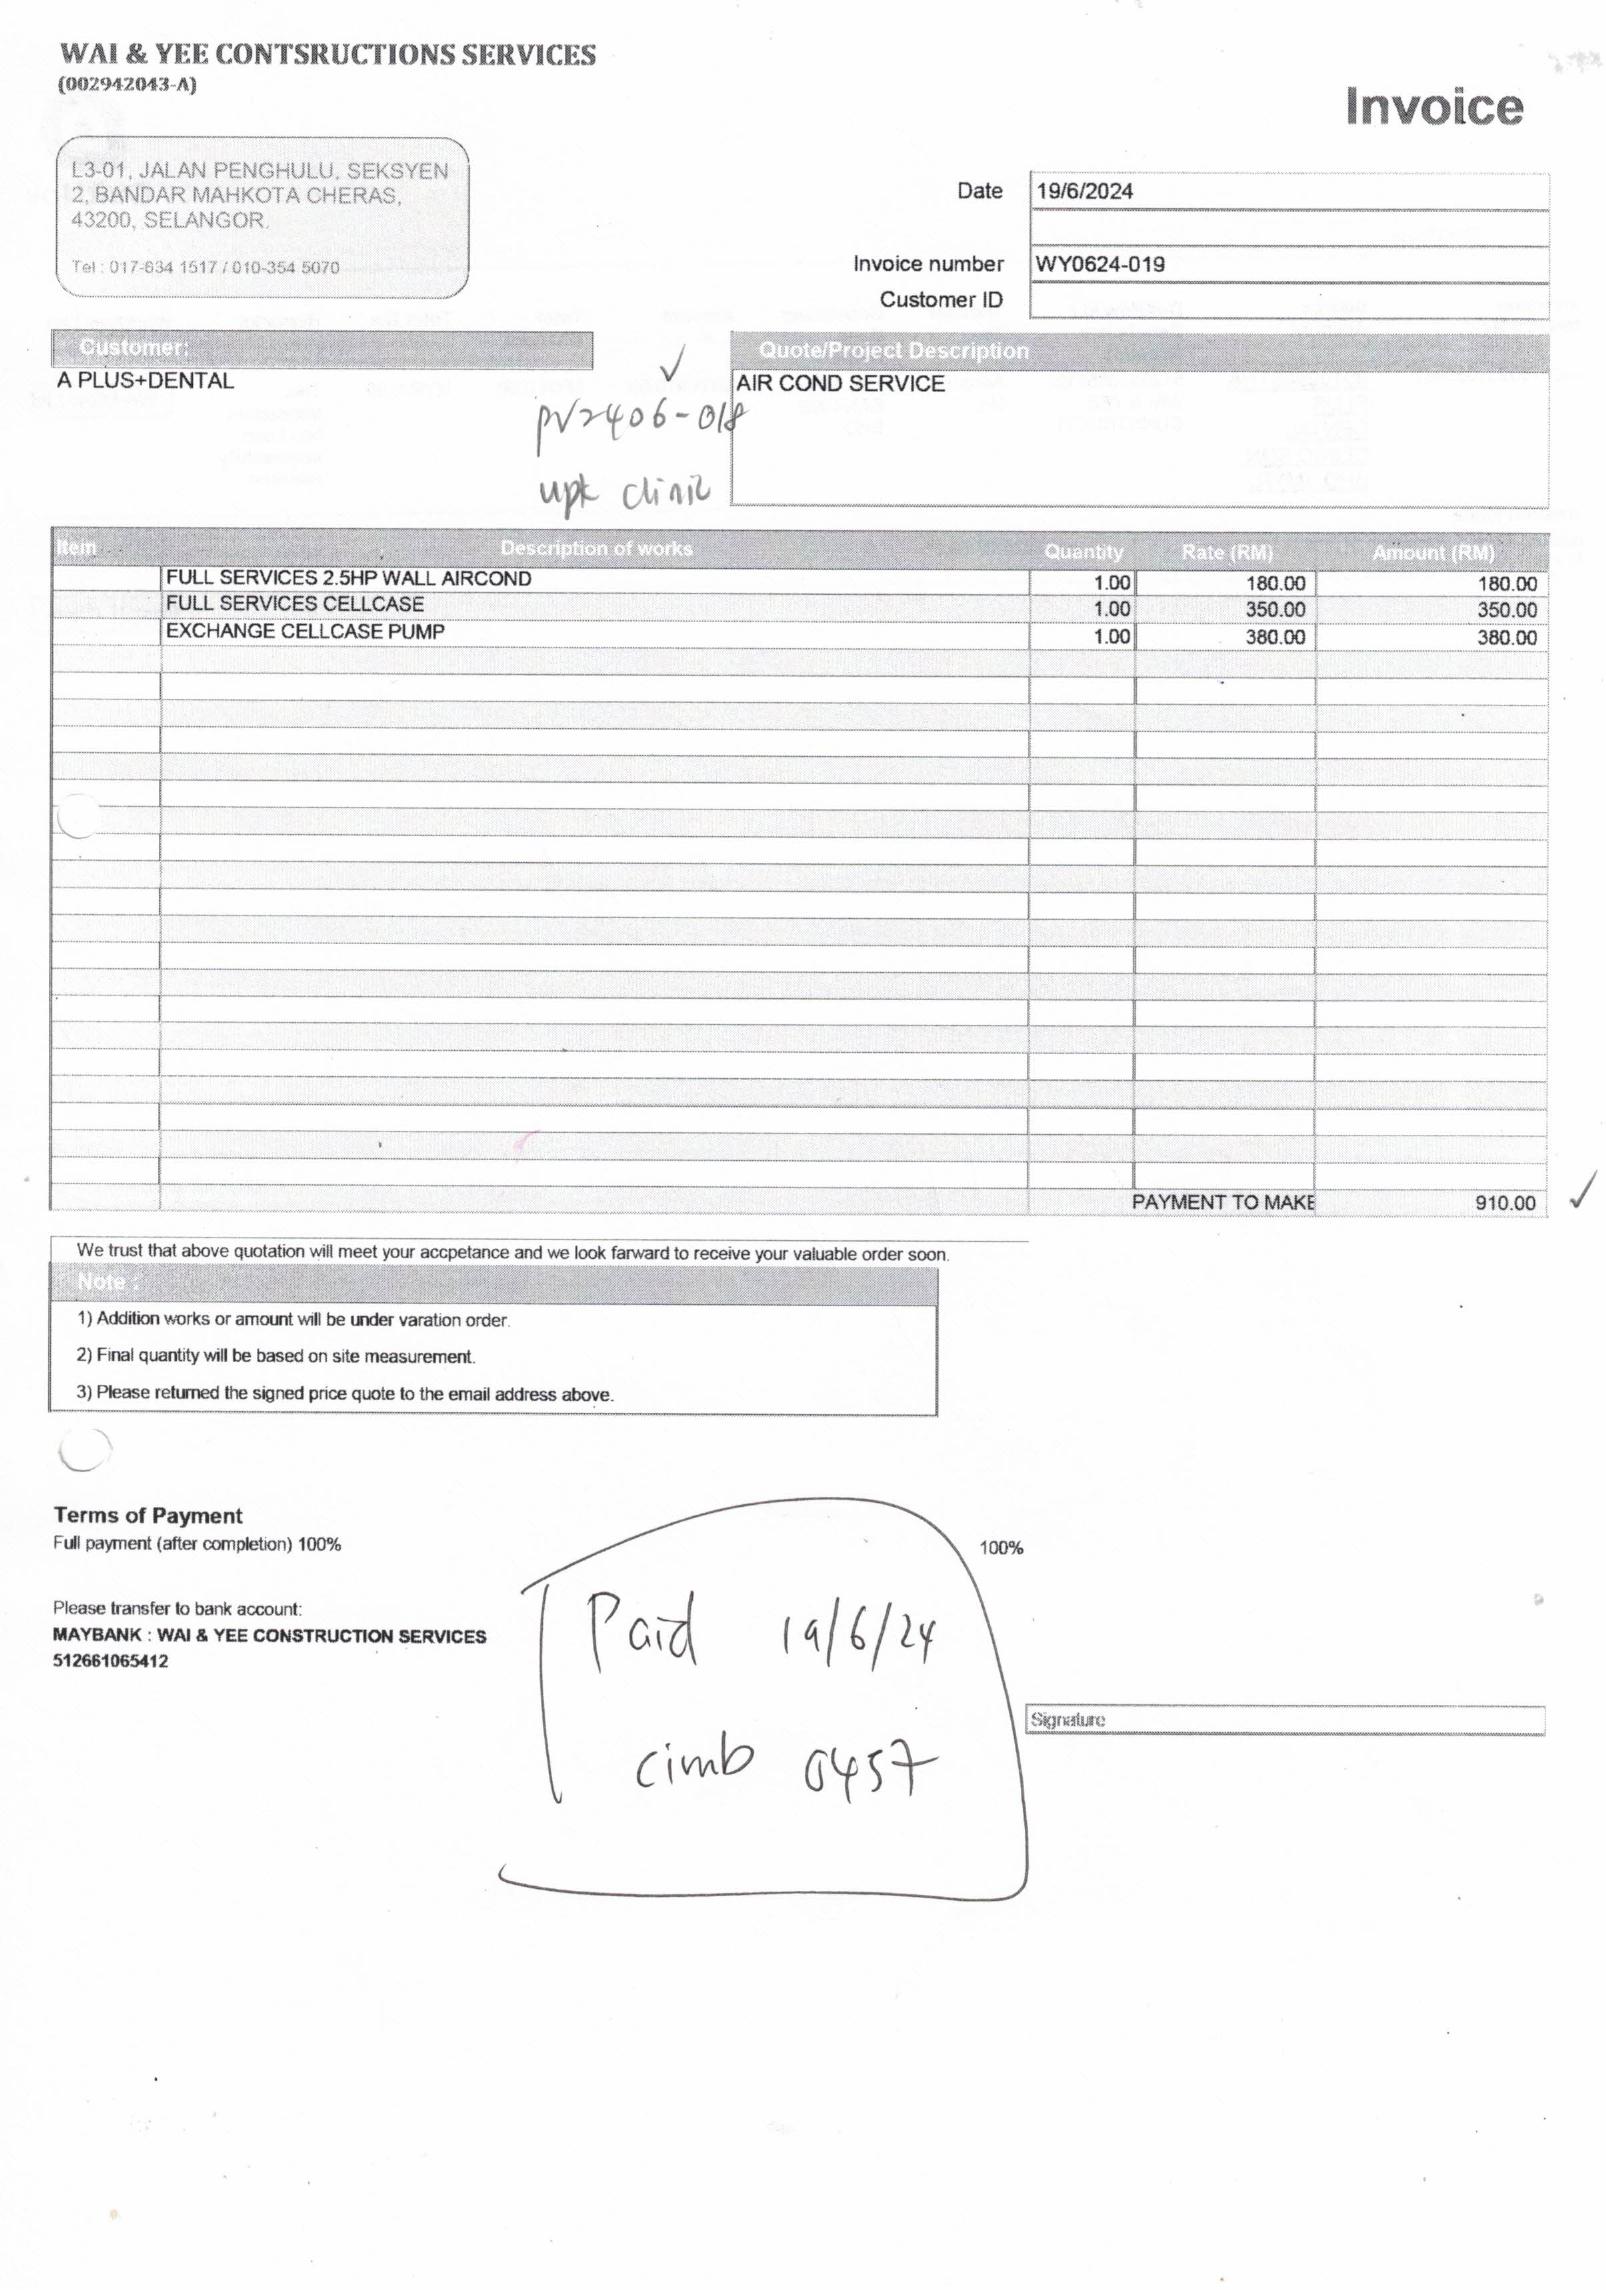 WAI & YEE CONTSRUCTIONS SERVICES
(002942043-A)
Invoice
L3-01, JALAN PENGHULU, SEKSYEN
2, BANDAR MAHKOTA CHERAS,
43200, SELANGOR.
Tel : 017-634 1517 / 010-354 5070
Date 19/6/2024
Invoice number WY0624-019
Customer ID
Customer:
A PLUS+DENTAL
✓
PV2406-018
upk clinic
Quote/Project Description
AIR COND SERVICE
Item Description of works Quantity Rate (RM) Amount (RM)
FULL SERVICES 2.5HP WALL AIRCOND 1.00 180.00 180.00
FULL SERVICES CELLCASE 1.00 350.00 350.00
EXCHANGE CELLCASE PUMP 1.00 380.00 380.00
PAYMENT TO MAKE 910.00 ✓
We trust that above quotation will meet your accpetance and we look farward to receive your valuable order soon.
Note :
1) Addition works or amount will be under varation order.
2) Final quantity will be based on site measurement.
3) Please returned the signed price quote to the email address above.
Terms of Payment
Full payment (after completion) 100% 100%
Please transfer to bank account:
MAYBANK : WAI & YEE CONSTRUCTION SERVICES
512661065412
Paid 19/6/24
cimb 0457
Signature